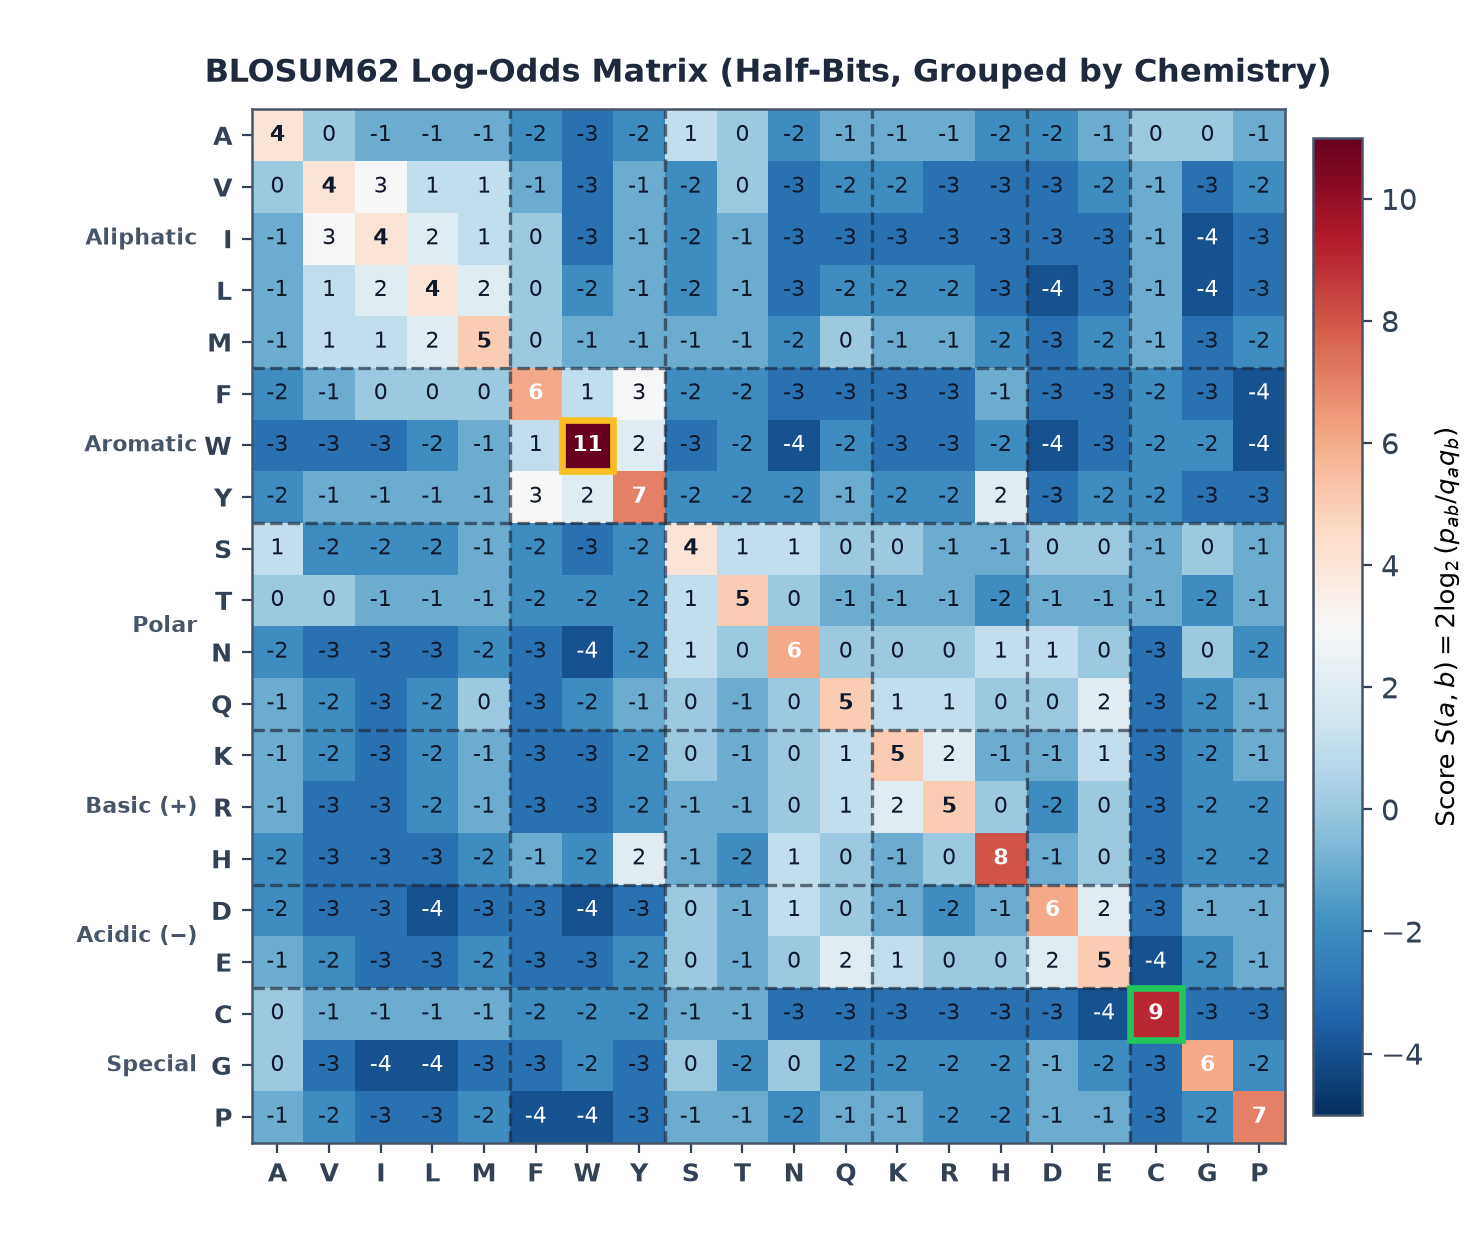 BLOSUM62 Log-Odds Matrix (Half-Bits, Grouped by Chemistry)
A 4 0 -1 -1 -1 -2 -3 -2 1 0 -2 -1 -1 -1 -2 -2 -1 0 0 -1
V 0 4 3 1 1 -1 -3 -1 -2 0 -3 -2 -2 -3 -3 -3 -2 -1 -3 -2
Aliphatic I -1 3 4 2 1 0 -3 -1 -2 -1 -3 -3 -3 -3 -3 -3 -3 -1 -4 -3
L -1 1 2 4 2 0 -2 -1 -2 -1 -3 -2 -2 -2 -3 -4 -3 -1 -4 -3
M -1 1 1 2 5 0 -1 -1 -1 -1 -2 0 -1 -1 -2 -3 -2 -1 -3 -2
F -2 -1 0 0 0 6 1 3 -2 -2 -3 -3 -3 -3 -1 -3 -3 -2 -3 -4
Aromatic W -3 -3 -3 -2 -1 1 11 2 -3 -2 -4 -2 -3 -3 -2 -4 -3 -2 -2 -4
Y -2 -1 -1 -1 -1 3 2 7 -2 -2 -2 -1 -2 -2 2 -3 -2 -2 -3 -3
S 1 -2 -2 -2 -1 -2 -3 -2 4 1 1 0 0 -1 -1 0 0 -1 0 -1
T 0 0 -1 -1 -1 -2 -2 -2 1 5 0 -1 -1 -1 -2 -1 -1 -1 -2 -1
Polar
N -2 -3 -3 -3 -2 -3 -4 -2 1 0 6 0 0 0 1 1 0 -3 0 -2
Q -1 -2 -3 -2 0 -3 -2 -1 0 -1 0 5 1 1 0 0 2 -3 -2 -1
K -1 -2 -3 -2 -1 -3 -3 -2 0 -1 0 1 5 2 -1 -1 1 -3 -2 -1
Basic (+) R -1 -3 -3 -2 -1 -3 -3 -2 -1 -1 0 1 2 5 0 -2 0 -3 -2 -2
H -2 -3 -3 -3 -2 -1 -2 2 -1 -2 1 0 -1 0 8 -1 0 -3 -2 -2
D -2 -3 -3 -4 -3 -3 -4 -3 0 -1 1 0 -1 -2 -1 6 2 -3 -1 -1
Acidic (−)
E -1 -2 -3 -3 -2 -3 -3 -2 0 -1 0 2 1 0 0 2 5 -4 -2 -1
C 0 -1 -1 -1 -1 -2 -2 -2 -1 -1 -3 -3 -3 -3 -3 -3 -4 9 -3 -3
Special G 0 -3 -4 -4 -3 -3 -2 -3 0 -2 0 -2 -2 -2 -2 -1 -2 -3 6 -2
P -1 -2 -3 -3 -2 -4 -4 -3 -1 -1 -2 -1 -1 -2 -2 -1 -1 -3 -2 7
A V I L M F W Y S T N Q K R H D E C G P
10
8
6
4
2
0
−2
−4
Score S(a, b) = 2 log₂ (p_ab/q_aq_b)